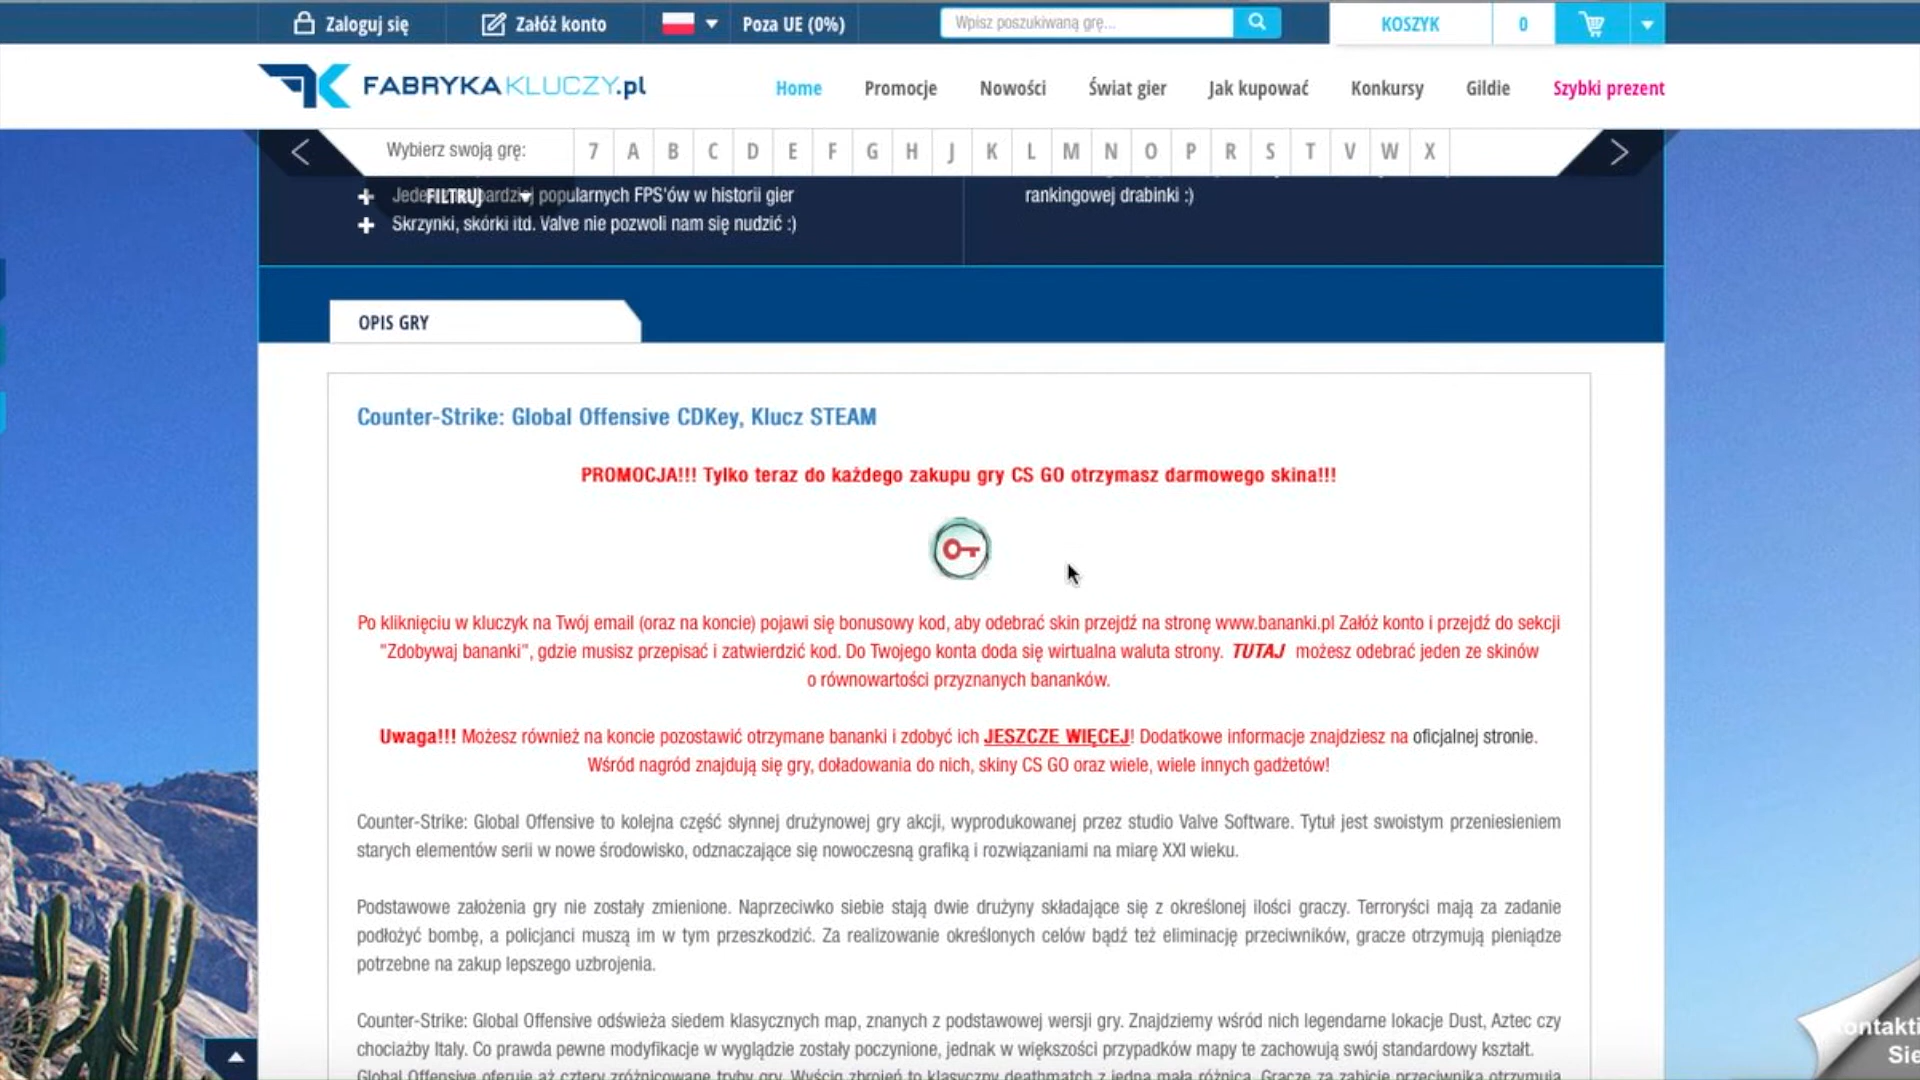 Zaloguj się
Załóż konto
Poza UE (0%)
Wpisz poszukiwaną grę...
KOSZYK
0
FABRYKAKLUCZY.pl
Home
Promocje
Nowości
Świat gier
Jak kupować
Konkursy
Gildie
Szybki prezent
Wybierz swoją grę:
7 A B C D E F G H J K L M N O P R S T V W X
FILTRUJ
popularnych FPS'ów w historii gier
Skrzynki, skórki itd. Valve nie pozwoli nam się nudzić :)
rankingowej drabinki :)
OPIS GRY
Counter-Strike: Global Offensive CDKey, Klucz STEAM
PROMOCJA!!! Tylko teraz do każdego zakupu gry CS GO otrzymasz darmowego skina!!!
Po kliknięciu w kluczyk na Twój email (oraz na koncie) pojawi się bonusowy kod, aby odebrać skin przejdź na stronę www.bananki.pl Załóż konto i przejdź do sekcji
"Zdobywaj bananki", gdzie musisz przepisać i zatwierdzić kod. Do Twojego konta doda się wirtualna waluta strony. TUTAJ możesz odebrać jeden ze skinów
o równowartości przyznanych bananków.
Uwaga!!! Możesz również na koncie pozostawić otrzymane bananki i zdobyć ich JESZCZE WIĘCEJ! Dodatkowe informacje znajdziesz na oficjalnej stronie.
Wśród nagród znajdują się gry, doładowania do nich, skiny CS GO oraz wiele, wiele innych gadżetów!
Counter-Strike: Global Offensive to kolejna część słynnej drużynowej gry akcji, wyprodukowanej przez studio Valve Software. Tytuł jest swoistym przeniesieniem
starych elementów serii w nowe środowisko, odznaczające się nowoczesną grafiką i rozwiązaniami na miarę XXI wieku.
Podstawowe założenia gry nie zostały zmienione. Naprzeciwko siebie stają dwie drużyny składające się z określonej ilości graczy. Terroryści mają za zadanie
podłożyć bombę, a policjanci muszą im w tym przeszkodzić. Za realizowanie określonych celów bądź też eliminację przeciwników, gracze otrzymują pieniądze
potrzebne na zakup lepszego uzbrojenia.
Counter-Strike: Global Offensive odświeża siedem klasycznych map, znanych z podstawowej wersji gry. Znajdziemy wśród nich legendarne lokacje Dust, Aztec czy
chociażby Italy. Co prawda pewne modyfikacje w wyglądzie zostały poczynione, jednak w większości przypadków mapy te zachowują swój standardowy kształt.
Global Offensive oferuje aż cztery zróżnicowane tryby gry. Wyścig zbrojeń to klasyczny deathmatch z jedną małą różnicą. Gracze za zabicie przeciwnika otrzymują